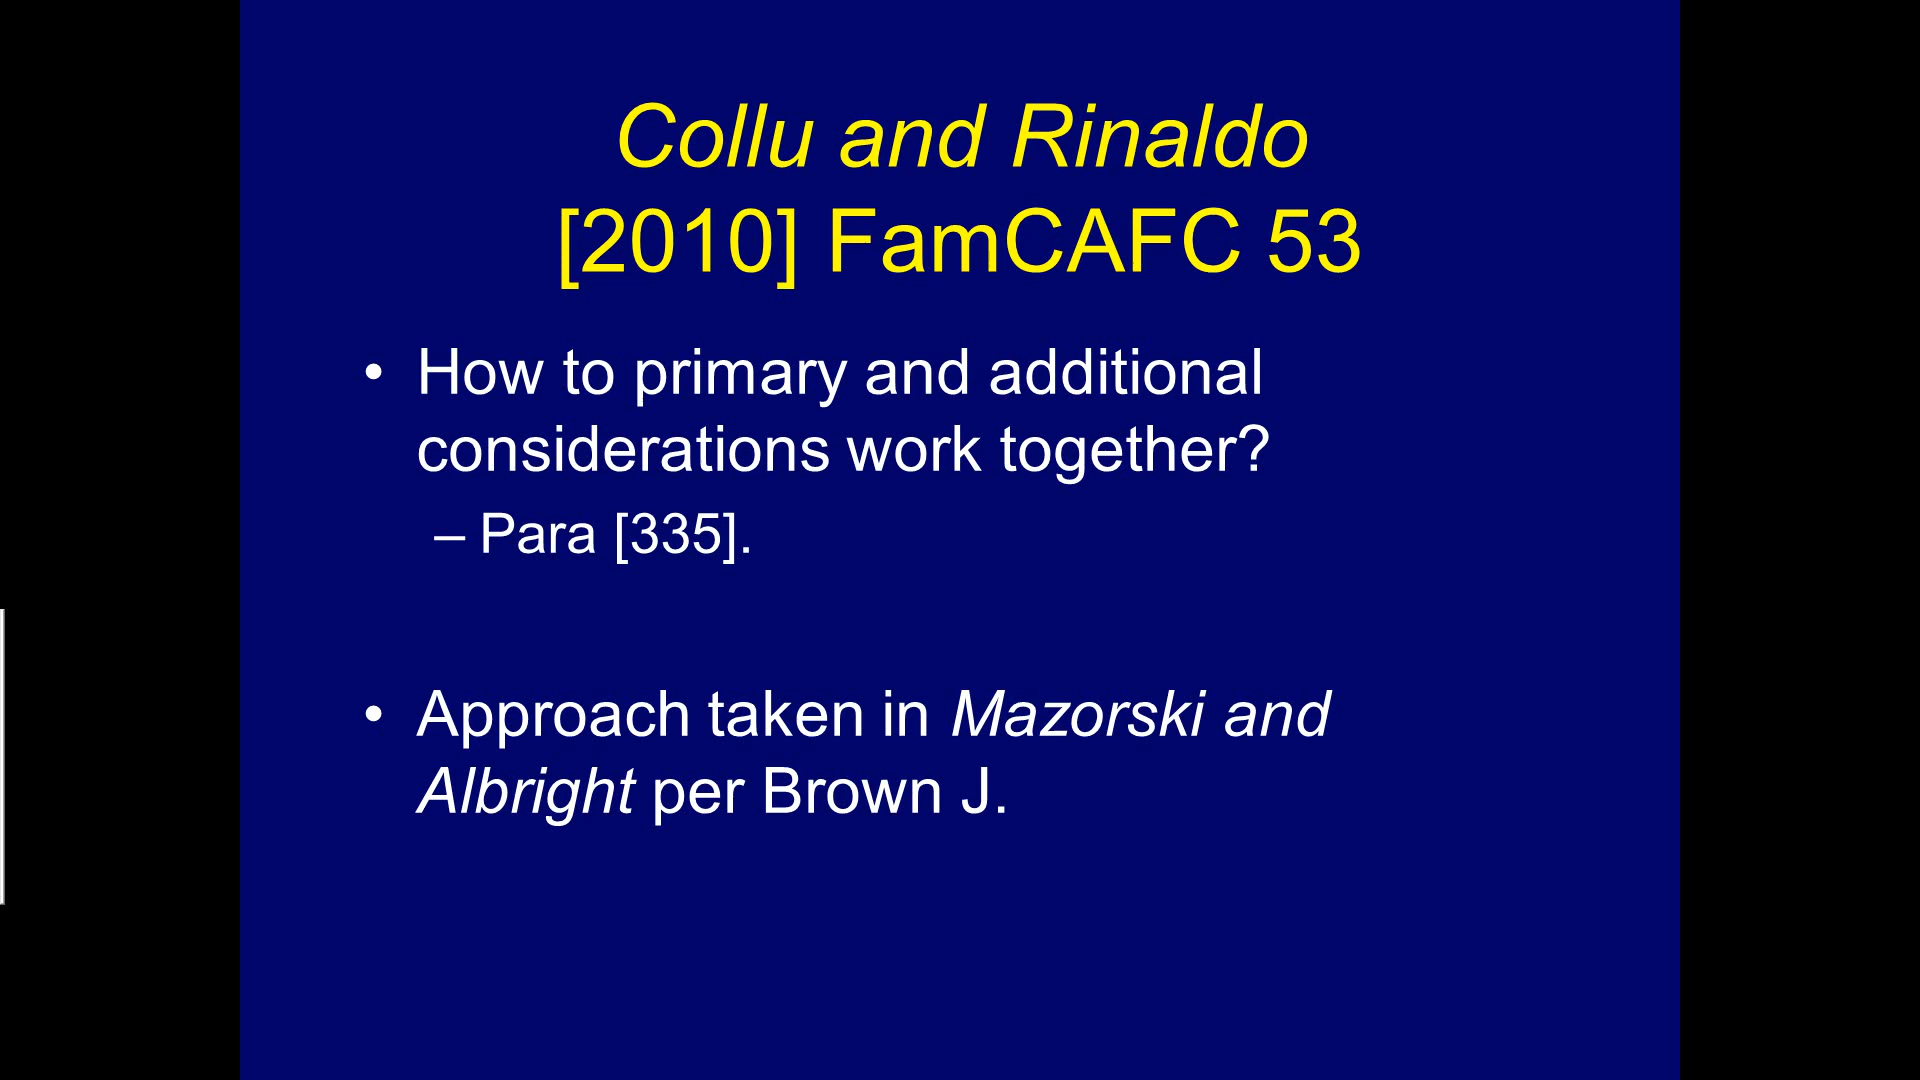 Collu and Rinaldo
[2010] FamCAFC 53
• How to primary and additional
considerations work together?
– Para [335].
• Approach taken in Mazorski and
Albright per Brown J.